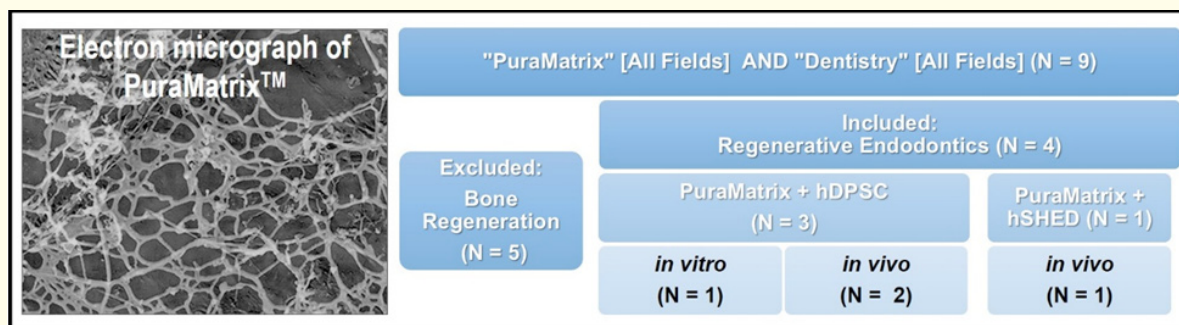 Electron micrograph of
PuraMatrix™
"PuraMatrix" [All Fields] AND "Dentistry" [All Fields] (N = 9)
Excluded:
Bone
Regeneration
(N = 5)
Included:
Regenerative Endodontics (N = 4)
PuraMatrix + hDPSC
(N = 3)
PuraMatrix +
hSHED (N = 1)
in vitro
(N = 1)
in vivo
(N = 2)
in vivo
(N = 1)